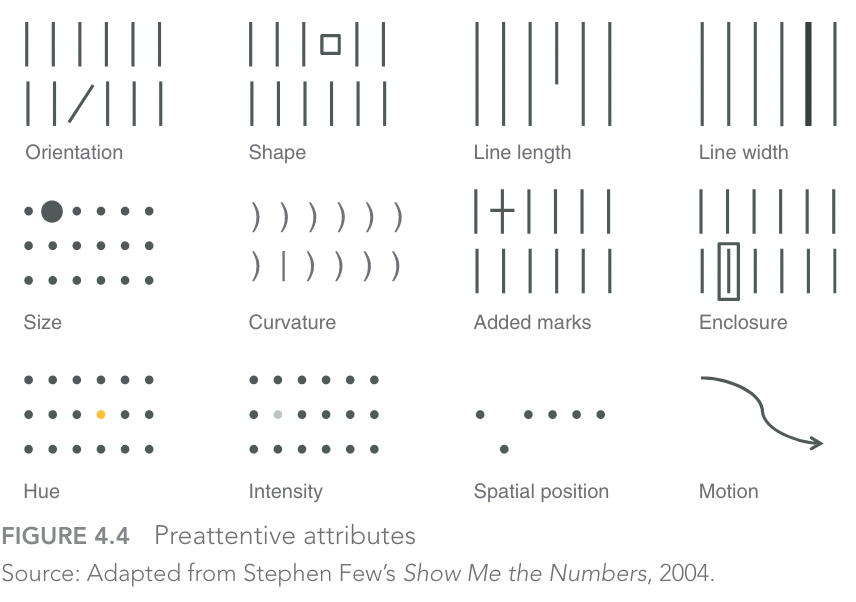 Orientation
Shape
Line length
Line width
Size
Curvature
Added marks
Enclosure
Hue
Intensity
Spatial position
Motion
FIGURE 4.4 Preattentive attributes
Source: Adapted from Stephen Few’s Show Me the Numbers, 2004.